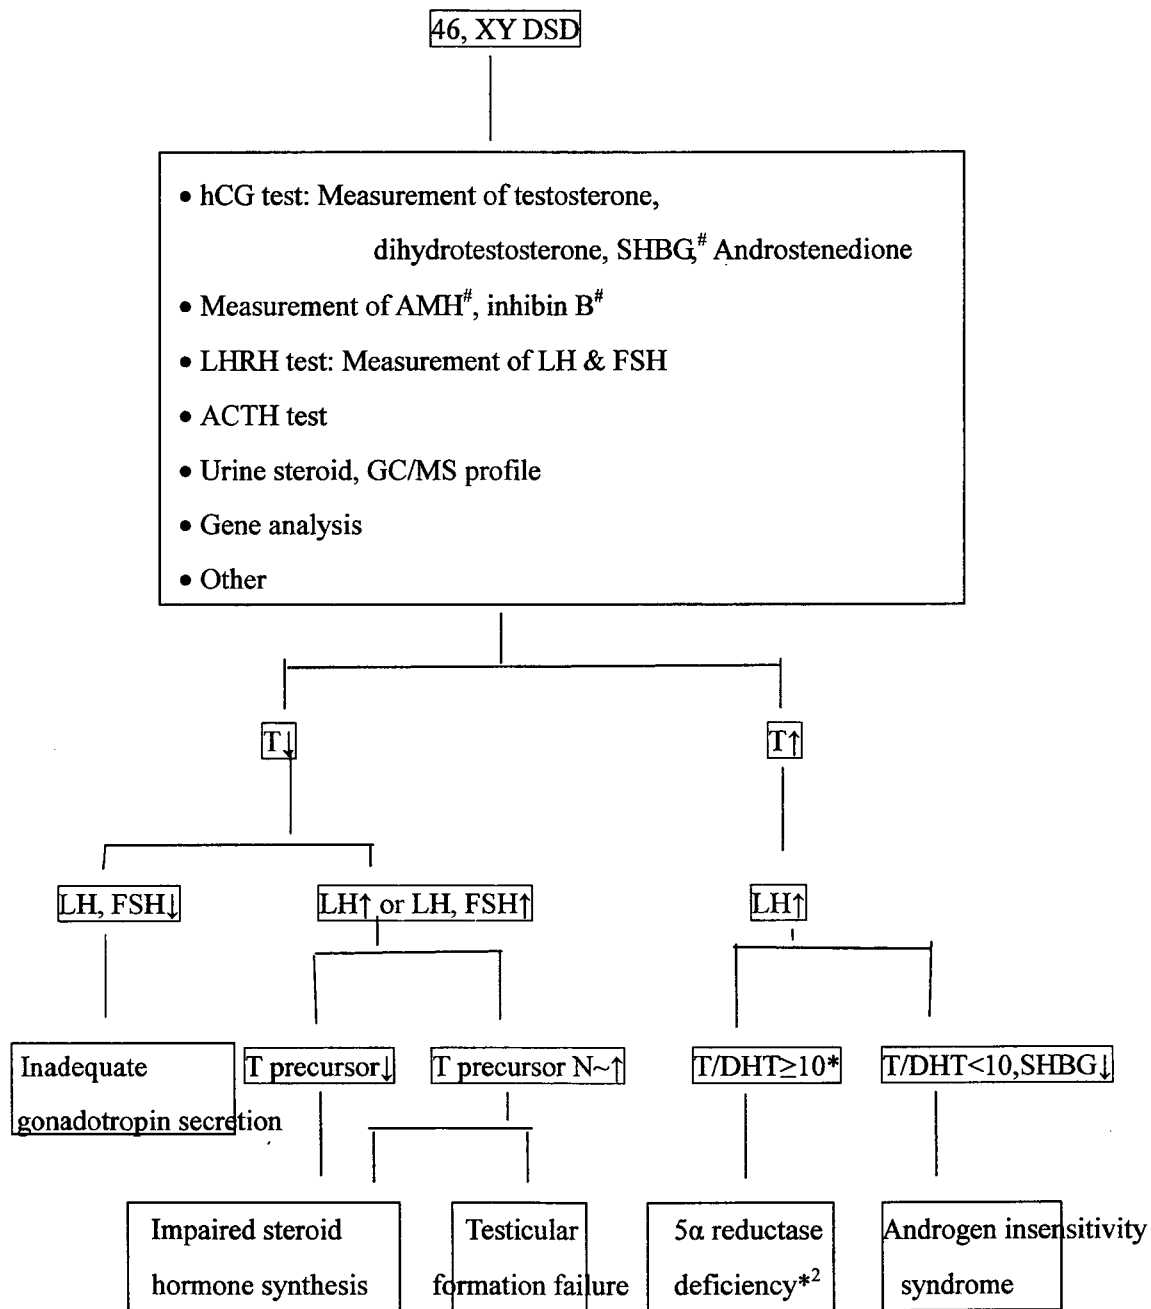 46, XY DSD
• hCG test: Measurement of testosterone,
dihydrotestosterone, SHBG,# Androstenedione
• Measurement of AMH#, inhibin B#
• LHRH test: Measurement of LH & FSH
• ACTH test
• Urine steroid, GC/MS profile
• Gene analysis
• Other
T↓
T↑
LH, FSH↓
LH↑ or LH, FSH↑
LH↑
Inadequate
gonadotropin secretion
T precursor↓
T precursor N~↑
T/DHT≥10*
T/DHT<10,SHBG↓
Impaired steroid
hormone synthesis
Testicular
formation failure
5α reductase
deficiency*2
Androgen insensitivity
syndrome